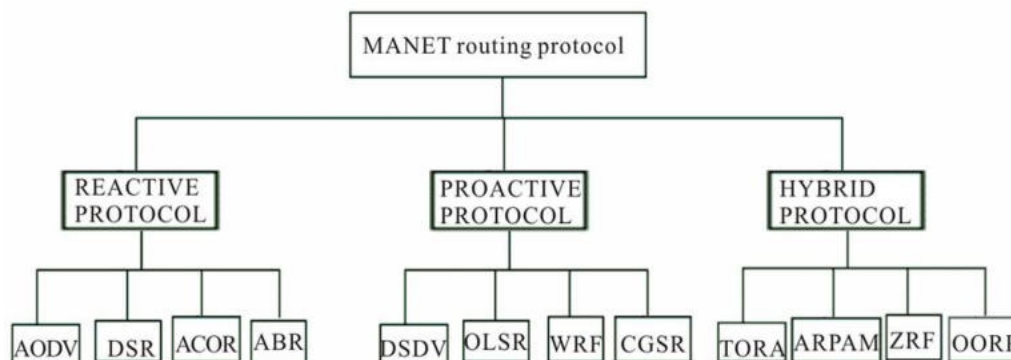 MANET routing protocol
REACTIVE
PROTOCOL
PROACTIVE
PROTOCOL
HYBRID
PROTOCOL
AODV
DSR
ACOR
ABR
DSDV
OLSR
WRF
CGSR
TORA
ARPAM
ZRF